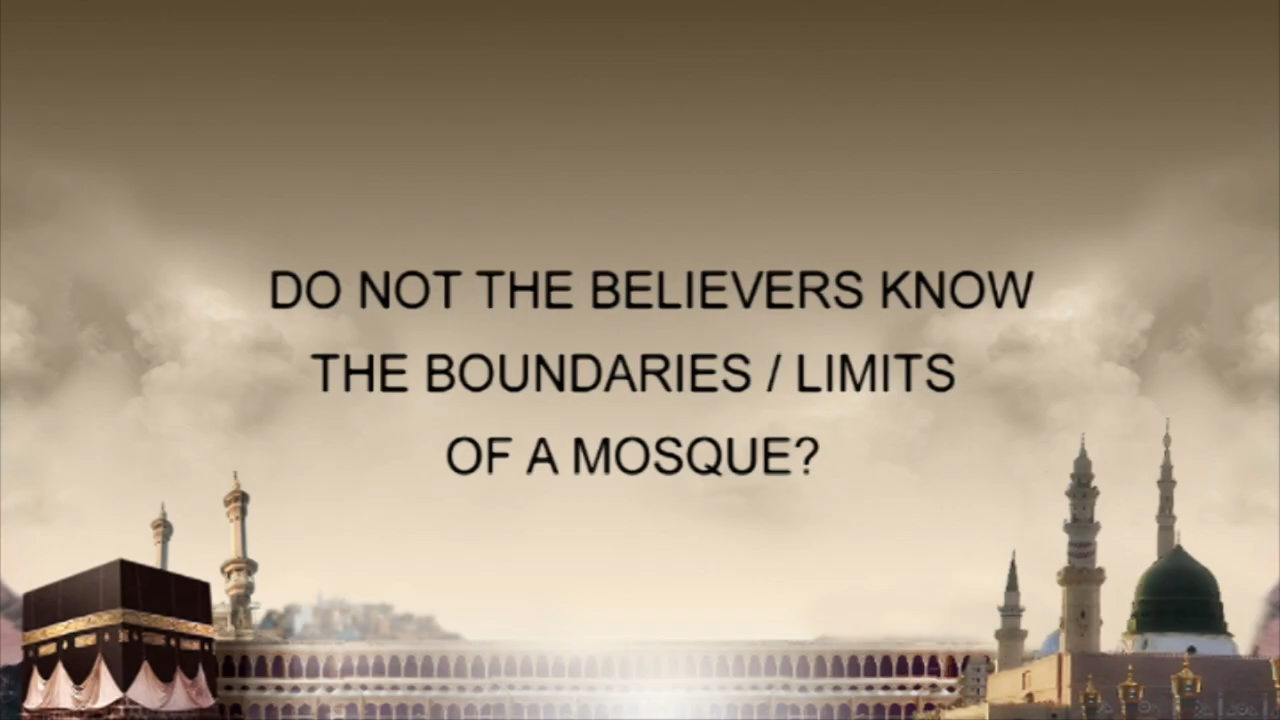 DO NOT THE BELIEVERS KNOW
THE BOUNDARIES / LIMITS
OF A MOSQUE?